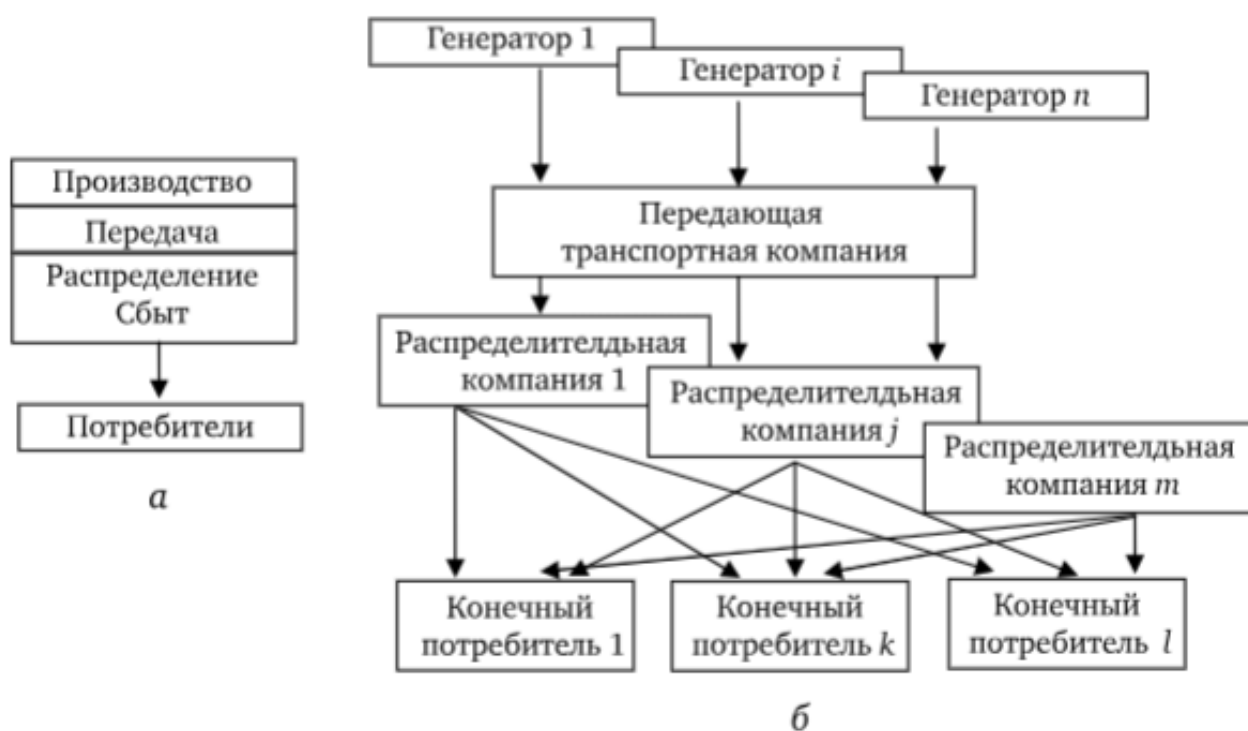 Производство
Передача
Распределение
Сбыт
Потребители
а
Генератор 1
Генератор i
Генератор n
Передающая
транспортная компания
Распределителдьная
компания 1
Распределителдьная
компания j
Распределителдьная
компания m
Конечный
потребитель 1
Конечный
потребитель k
Конечный
потребитель l
б